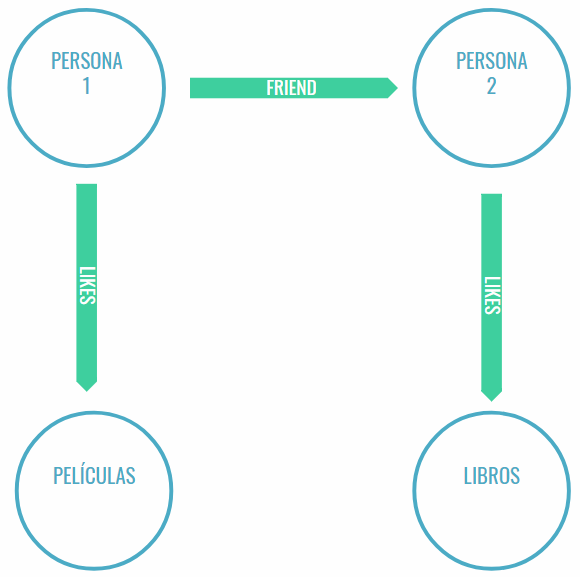 PERSONA
1
FRIEND
PERSONA
2
LIKES
LIKES
PELÍCULAS
LIBROS